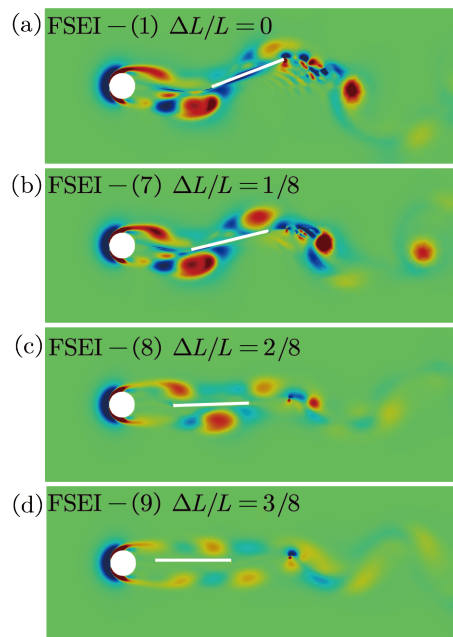 (a) FSEI − (1) ΔL/L = 0
(b) FSEI − (7) ΔL/L = 1/8
(c) FSEI − (8) ΔL/L = 2/8
(d) FSEI − (9) ΔL/L = 3/8